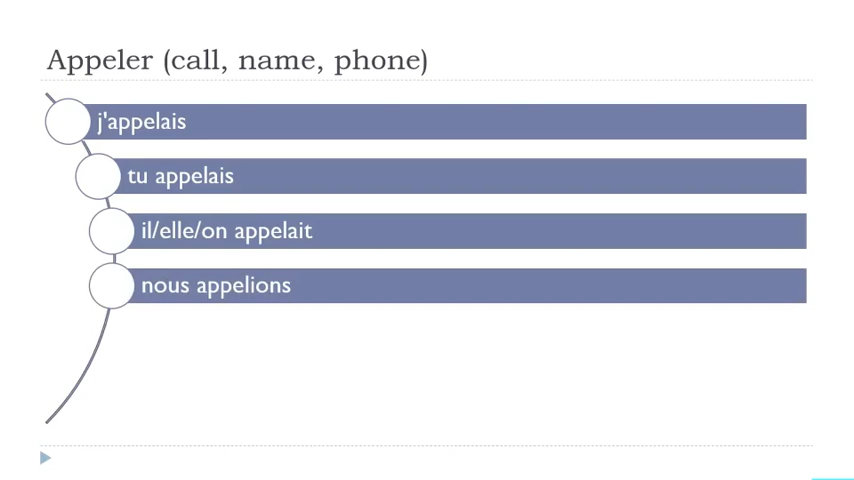 Appeler (call, name, phone)
j'appelais
tu appelais
il/elle/on appelait
nous appelions